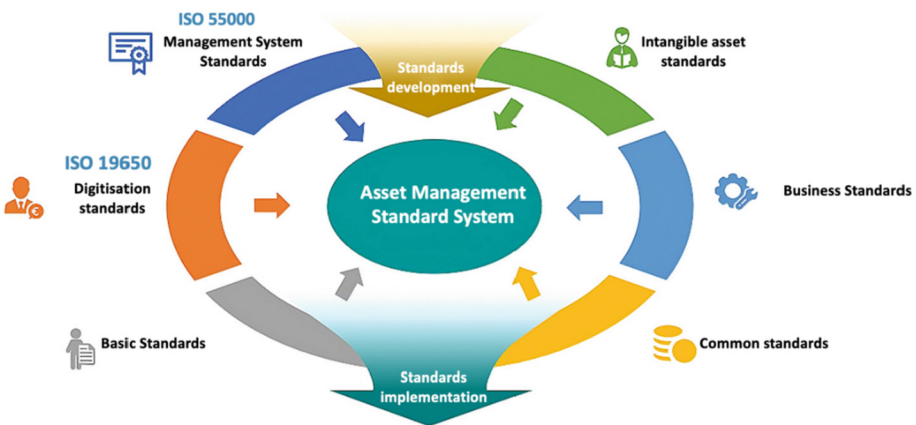 ISO 55000
Management System
Standards
Standards
development
Intangible asset
standards
ISO 19650
Digitisation
standards
Asset Management
Standard System
Business Standards
Basic Standards
Common standards
Standards
implementation